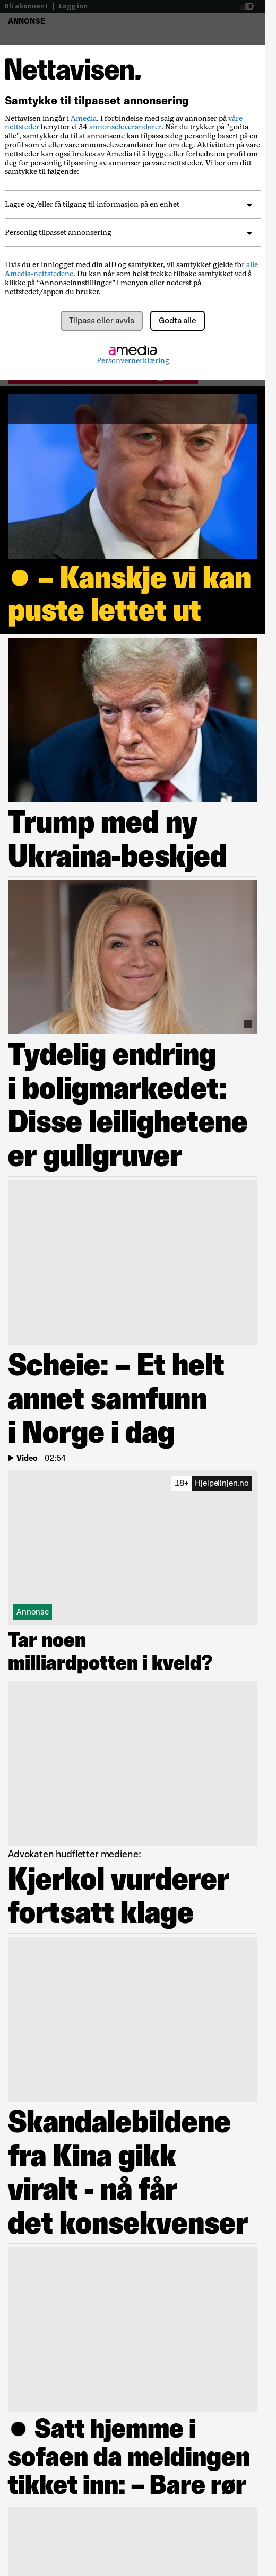 Bli abonnent | Logg inn
aID
ANNONSE
Nettavisen.
Samtykke til tilpasset annonsering
Nettavisen inngår i Amedia. I forbindelse med salg av annonser på våre
nettsteder benytter vi 34 annonseleverandører. Når du trykker på "godta
alle", samtykker du til at annonsene kan tilpasses deg personlig basert på en
profil som vi eller våre annonseleverandører har om deg. Aktiviteten på våre
nettsteder kan også brukes av Amedia til å bygge eller forbedre en profil om
deg for personlig tilpasning av annonser på våre nettsteder. Vi ber om ditt
samtykke til følgende:
Lagre og/eller få tilgang til informasjon på en enhet
Personlig tilpasset annonsering
Hvis du er innlogget med din aID og samtykker, vil samtykket gjelde for alle
Amedia-nettstedene. Du kan når som helst trekke tilbake samtykket ved å
klikke på “Annonseinnstillinger” i menyen eller nederst på
nettstedet/appen du bruker.
Tilpass eller avvis
Godta alle
amedia
Personvernerklæring
– Kanskje vi kan
puste lettet ut
Trump med ny
Ukraina-beskjed
Tydelig endring
i boligmarkedet:
Disse leilighetene
er gullgruver
Scheie: – Et helt
annet samfunn
i Norge i dag
Video | 02:54
18+ Hjelpelinjen.no
Annonse
Tar noen
milliardpotten i kveld?
Advokaten hudfletter mediene:
Kjerkol vurderer
fortsatt klage
Skandalebildene
fra Kina gikk
viralt - nå får
det konsekvenser
Satt hjemme i
sofaen da meldingen
tikket inn: – Bare rør